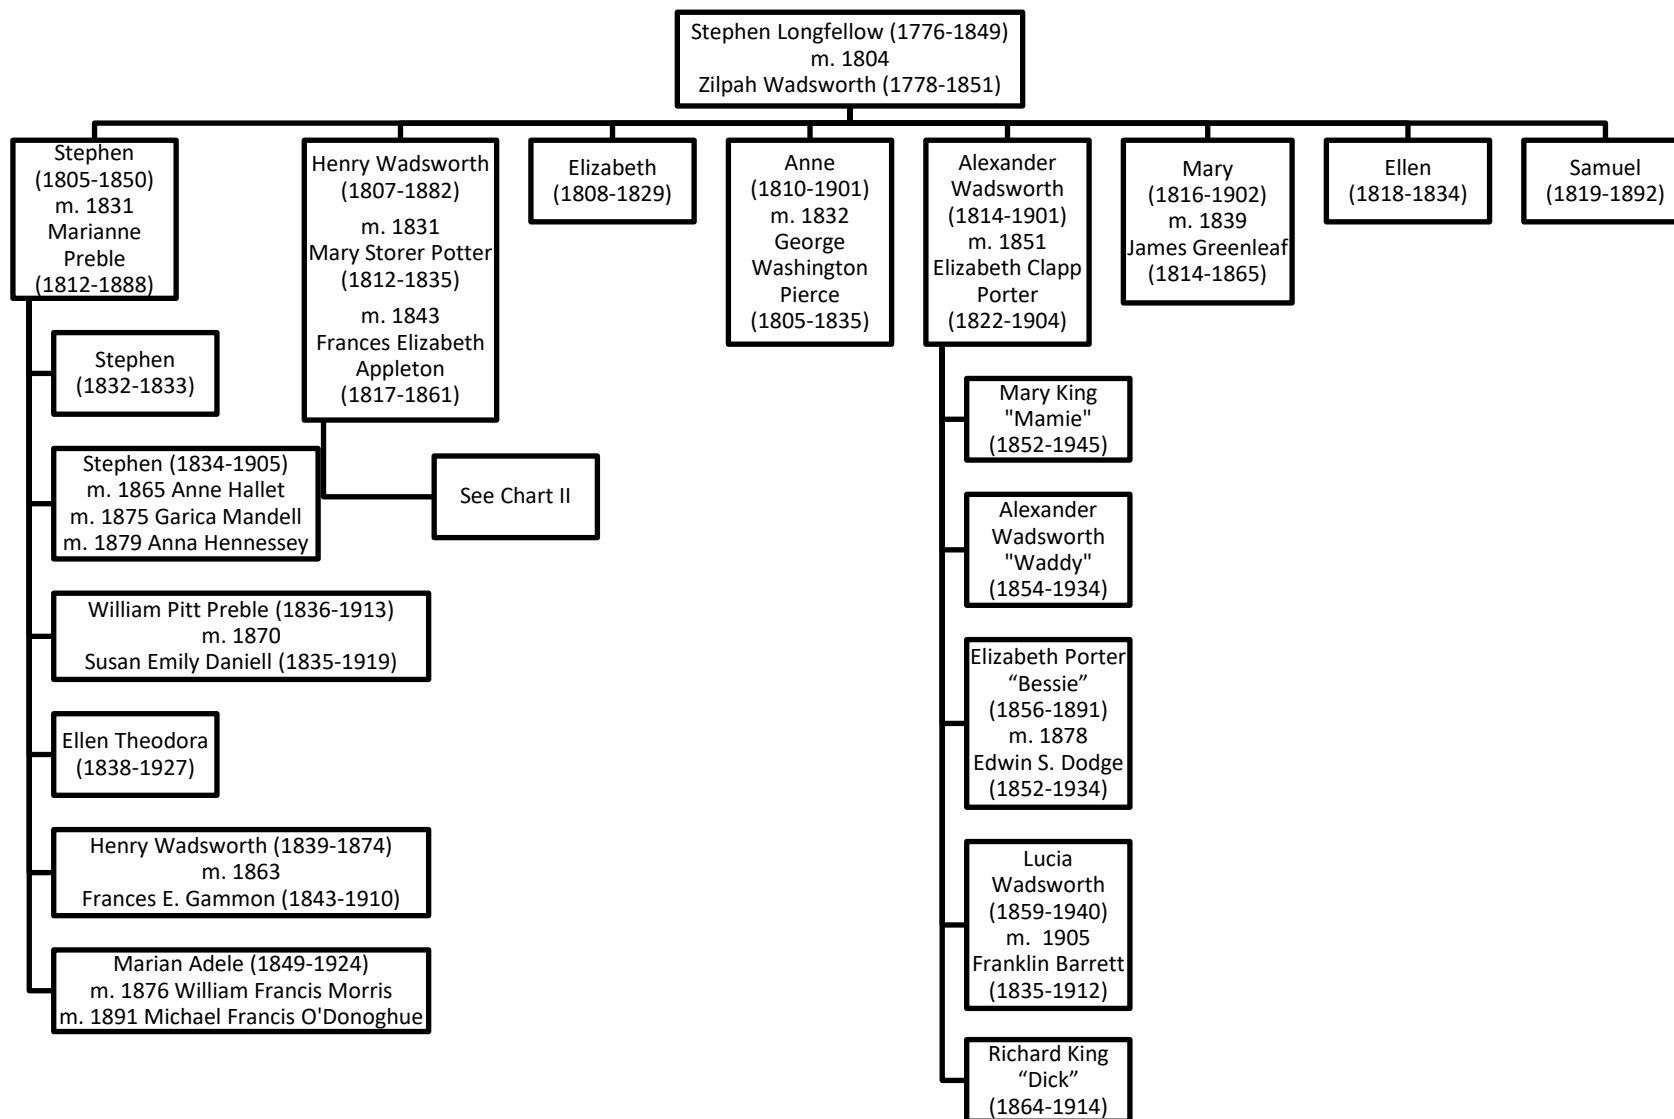 Stephen Longfellow (1776-1849)
m. 1804
Zilpah Wadsworth (1778-1851)
Stephen
(1805-1850)
m. 1831
Marianne
Preble
(1812-1888)
Henry Wadsworth
(1807-1882)
m. 1831
Mary Storer Potter
(1812-1835)
m. 1843
Frances Elizabeth
Appleton
(1817-1861)
Elizabeth
(1808-1829)
Anne
(1810-1901)
m. 1832
George
Washington
Pierce
(1805-1835)
Alexander
Wadsworth
(1814-1901)
m. 1851
Elizabeth Clapp
Porter
(1822-1904)
Mary
(1816-1902)
m. 1839
James Greenleaf
(1814-1865)
Ellen
(1818-1834)
Samuel
(1819-1892)
Stephen
(1832-1833)
Stephen (1834-1905)
m. 1865 Anne Hallet
m. 1875 Garica Mandell
m. 1879 Anna Hennessey
William Pitt Preble (1836-1913)
m. 1870
Susan Emily Daniell (1835-1919)
Ellen Theodora
(1838-1927)
Henry Wadsworth (1839-1874)
m. 1863
Frances E. Gammon (1843-1910)
Marian Adele (1849-1924)
m. 1876 William Francis Morris
m. 1891 Michael Francis O'Donoghue
See Chart II
Mary King
"Mamie"
(1852-1945)
Alexander
Wadsworth
"Waddy"
(1854-1934)
Elizabeth Porter
“Bessie”
(1856-1891)
m. 1878
Edwin S. Dodge
(1852-1934)
Lucia
Wadsworth
(1859-1940)
m. 1905
Franklin Barrett
(1835-1912)
Richard King
“Dick”
(1864-1914)